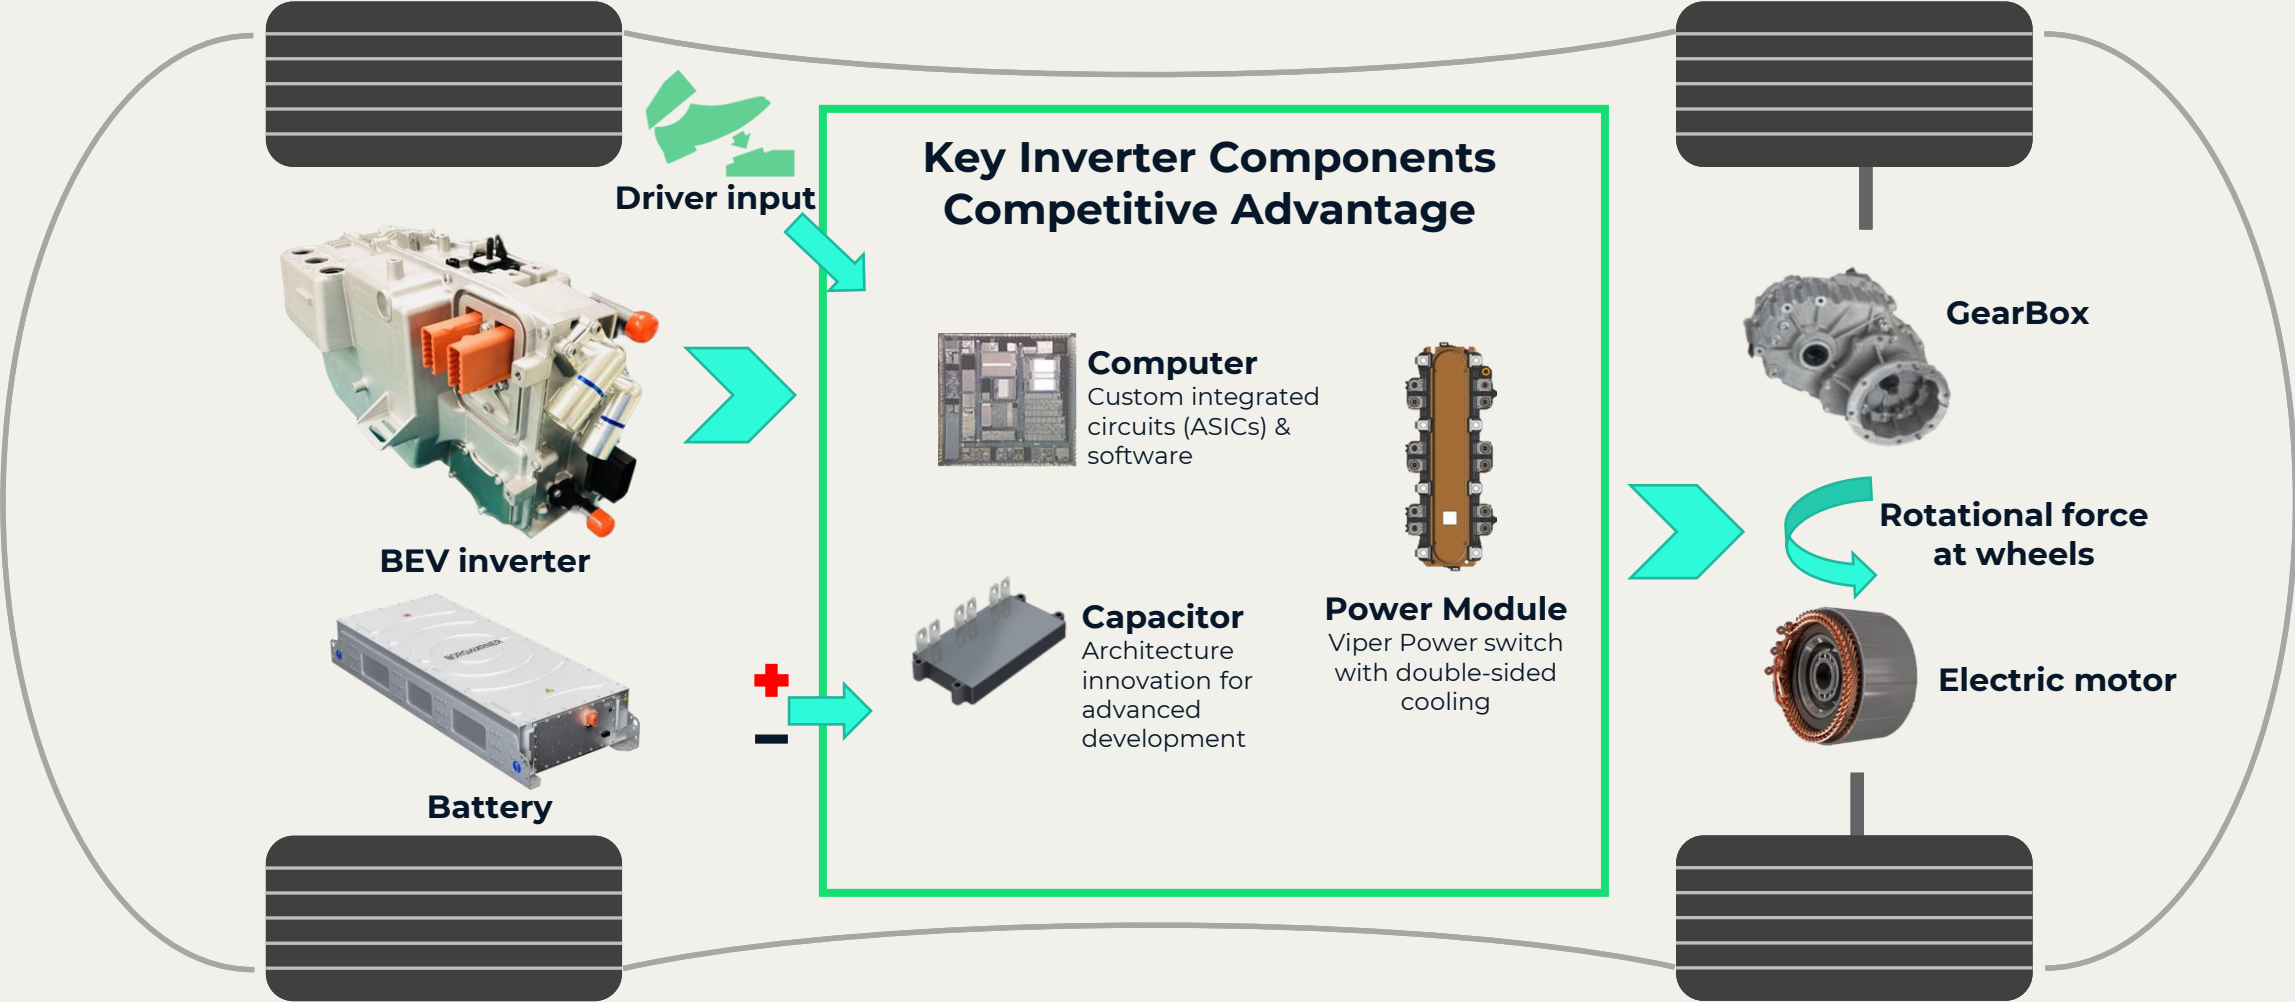 Driver input
Key Inverter Components
Competitive Advantage
BEV inverter
BORGWARNER
Battery
Computer
Custom integrated
circuits (ASICs) &
software
Capacitor
Architecture
innovation for
advanced
development
Power Module
Viper Power switch
with double-sided
cooling
GearBox
Rotational force
at wheels
Electric motor